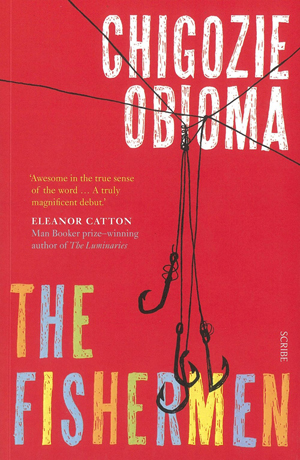 CHIGOZIE
OBIOMA
'Awesome in the true sense
of the word ... A truly
magnificent debut.'
ELEANOR CATTON
Man Booker prize–winning
author of The Luminaries
SCRIBE
THE
FISHERMEN